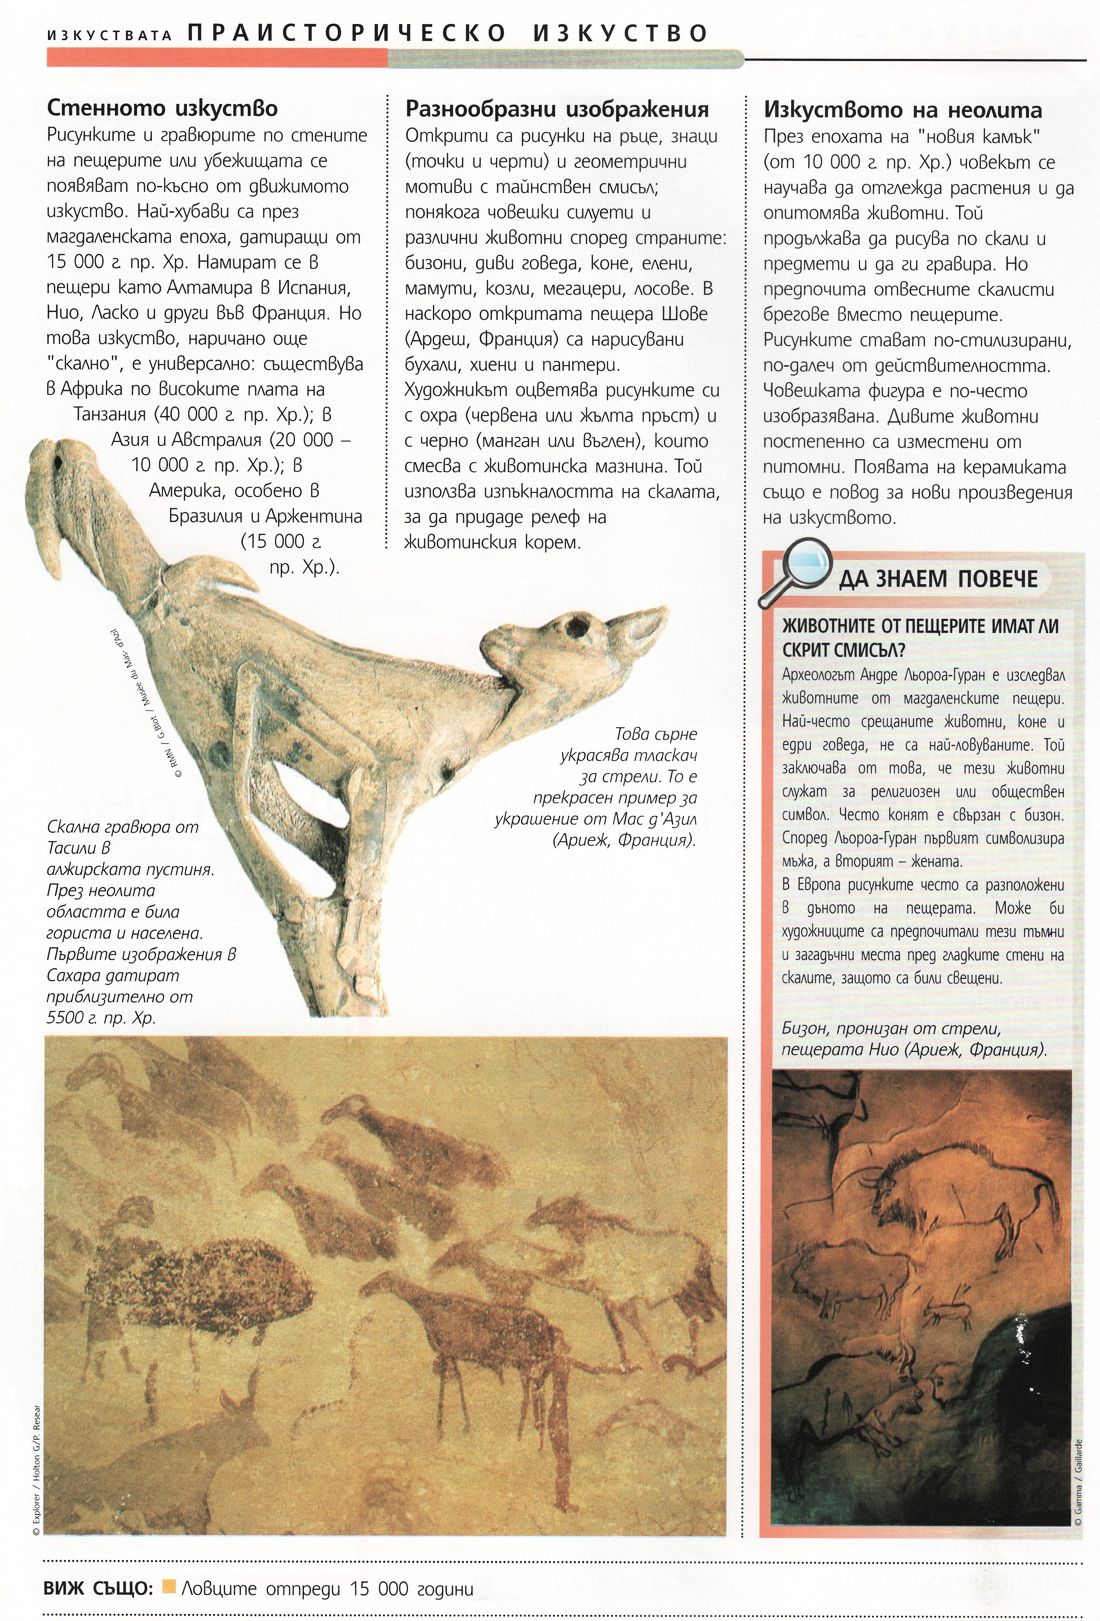 ИЗКУСТВАТА ПРАИСТОРИЧЕСКО ИЗКУСТВО
Стенното изкуство
Рисунките и гравюрите по стените
на пещерите или убежищата се
появяват по-късно от движимото
изкуство. Най-хубави са през
магдаленската епоха, датиращи от
15 000 г. пр. Хр. Намират се в
пещери като Алтамира в Испания,
Нио, Ласко и други във Франция. Но
това изкуство, наричано още
"скално", е универсално: съществува
в Африка по високите плата на
Танзания (40 000 г. пр. Хр.); в
Азия и Австралия (20 000 –
10 000 г. пр. Хр.); в
Америка, особено в
Бразилия и Аржентина
(15 000 г.
пр. Хр.).
Разнообразни изображения
Открити са рисунки на ръце, знаци
(точки и черти) и геометрични
мотиви с тайнствен смисъл;
понякога човешки силуети и
различни животни според страните:
бизони, диви говеда, коне, елени,
мамути, козли, мегацери, лосове. В
наскоро откритата пещера Шове
(Ардеш, Франция) са нарисувани
бухали, хиени и пантери.
Художникът оцветява рисунките си
с охра (червена или жълта пръст) и
с черно (манган или въглен), които
смесва с животинска мазнина. Той
използва изпъкналостта на скалата,
за да придаде релеф на
животинския корем.
Изкуството на неолита
През епохата на "новия камък"
(от 10 000 г. пр. Хр.) човекът се
научава да отглежда растения и да
опитомява животни. Той
продължава да рисува по скали и
предмети и да ги гравира. Но
предпочита отвесните скалисти
брегове вместо пещерите.
Рисунките стават по-стилизирани,
по-далеч от действителността.
Човешката фигура е по-често
изобразявана. Дивите животни
постепенно са изместени от
питомни. Появата на керамиката
също е повод за нови произведения
на изкуството.
ДА ЗНАЕМ ПОВЕЧЕ
ЖИВОТНИТЕ ОТ ПЕЩЕРИТЕ ИМАТ ЛИ
СКРИТ СМИСЪЛ?
Археологът Андре Льороа-Гуран е изследвал
животните от магдаленските пещери.
Най-често срещаните животни, коне и
едри говеда, не са най-ловуваните. Той
заключава от това, че тези животни
служат за религиозен или обществен
символ. Често конят е свързан с бизон.
Според Льороа-Гуран първият символизира
мъжа, а вторият – жената.
В Европа рисунките често са разположени
в дъното на пещерата. Може би
художниците са предпочитали тези тъмни
и загадъчни места пред гладките стени на
скалите, защото са били свещени.
Бизон, пронизан от стрели,
пещерата Нио (Ариеж, Франция).
© Gamma / Gaillarde
© RMN / G.Blot / Musée du Mas- d'Azil
Това сърне
украсява тласкач
за стрели. То е
прекрасен пример за
украшение от Мас д'Азил
(Ариеж, Франция).
Скална гравюра от
Тасили в
алжирската пустиня.
През неолита
областта е била
гориста и населена.
Първите изображения в
Сахара датират
приблизително от
5500 г. пр. Хр.
© Explorer / Holton G/P. Resear
ВИЖ СЪЩО: Ловците отпреди 15 000 години